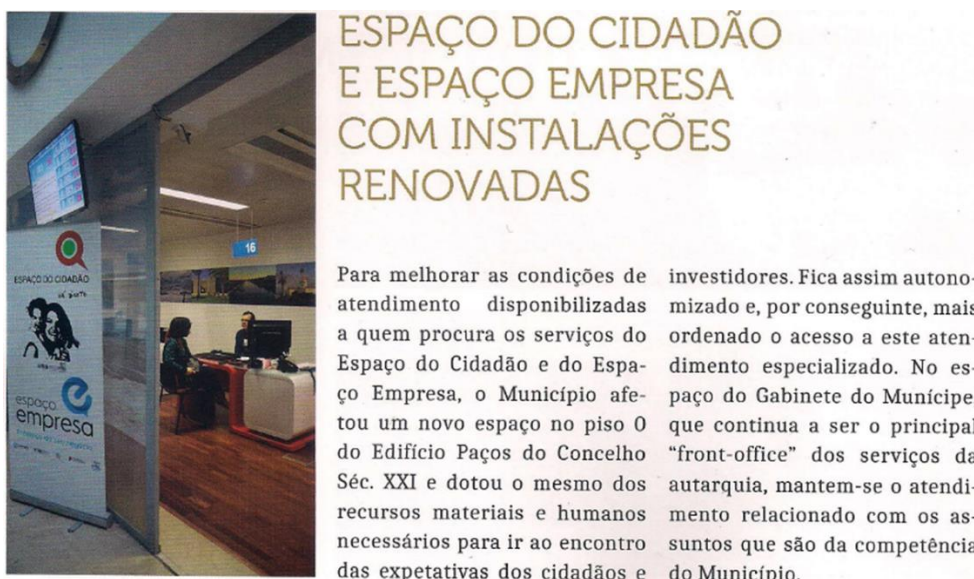 ESPAÇO DO CIDADÃO
E ESPAÇO EMPRESA
COM INSTALAÇÕES
RENOVADAS
16
ESPAÇO DO CIDADÃO
espaço
empresa
Para melhorar as condições de
atendimento disponibilizadas
a quem procura os serviços do
Espaço do Cidadão e do Espa-
ço Empresa, o Município afe-
tou um novo espaço no piso 0
do Edifício Paços do Concelho
Séc. XXI e dotou o mesmo dos
recursos materiais e humanos
necessários para ir ao encontro
das expetativas dos cidadãos e
investidores. Fica assim autono-
mizado e, por conseguinte, mais
ordenado o acesso a este aten-
dimento especializado. No es-
paço do Gabinete do Munícipe,
que continua a ser o principal
“front-office” dos serviços da
autarquia, mantem-se o atendi-
mento relacionado com os as-
suntos que são da competência
do Município.